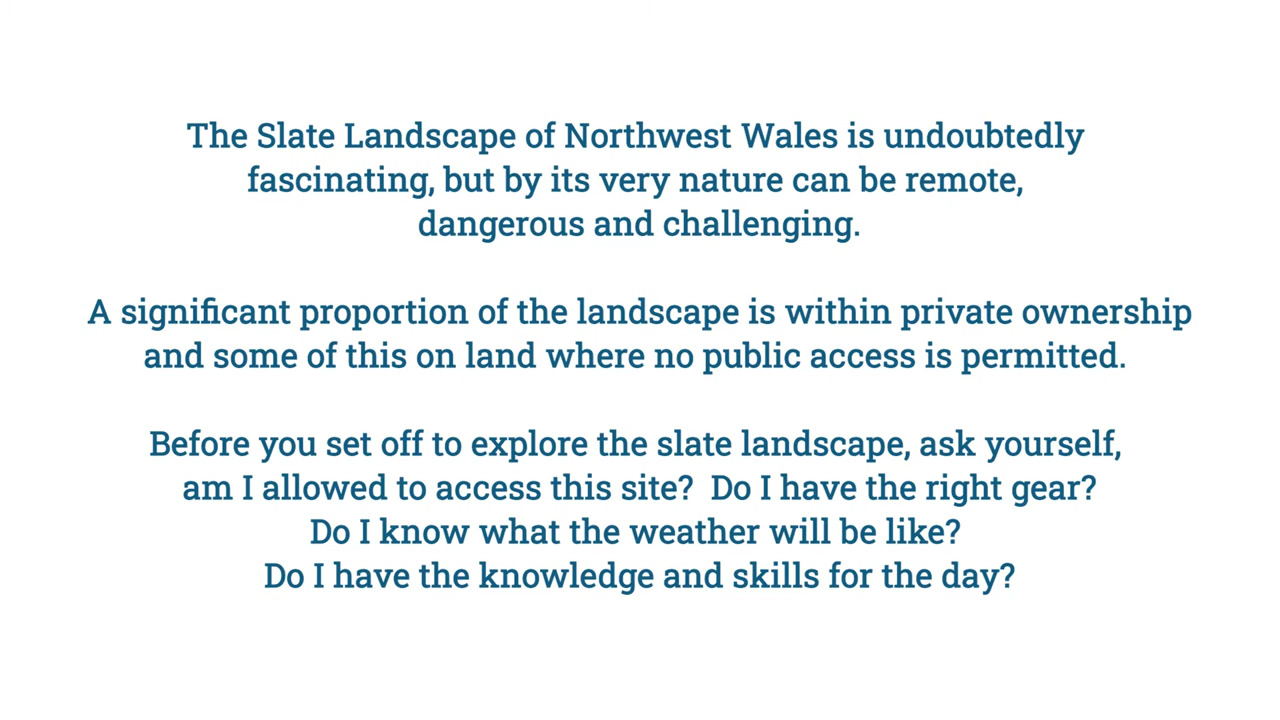 The Slate Landscape of Northwest Wales is undoubtedly
fascinating, but by its very nature can be remote,
dangerous and challenging.
A significant proportion of the landscape is within private ownership
and some of this on land where no public access is permitted.
Before you set off to explore the slate landscape, ask yourself,
am I allowed to access this site?  Do I have the right gear?
Do I know what the weather will be like?
Do I have the knowledge and skills for the day?